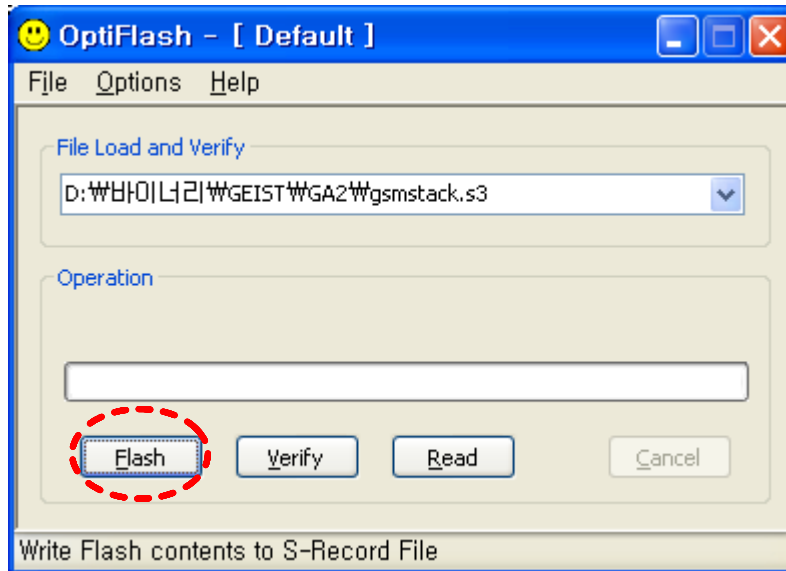 OptiFlash - [ Default ]
File Options Help
File Load and Verify
D:₩바이너리₩GEIST₩GA2₩gsmstack.s3
Operation
Flash Verify Read Cancel
Write Flash contents to S-Record File